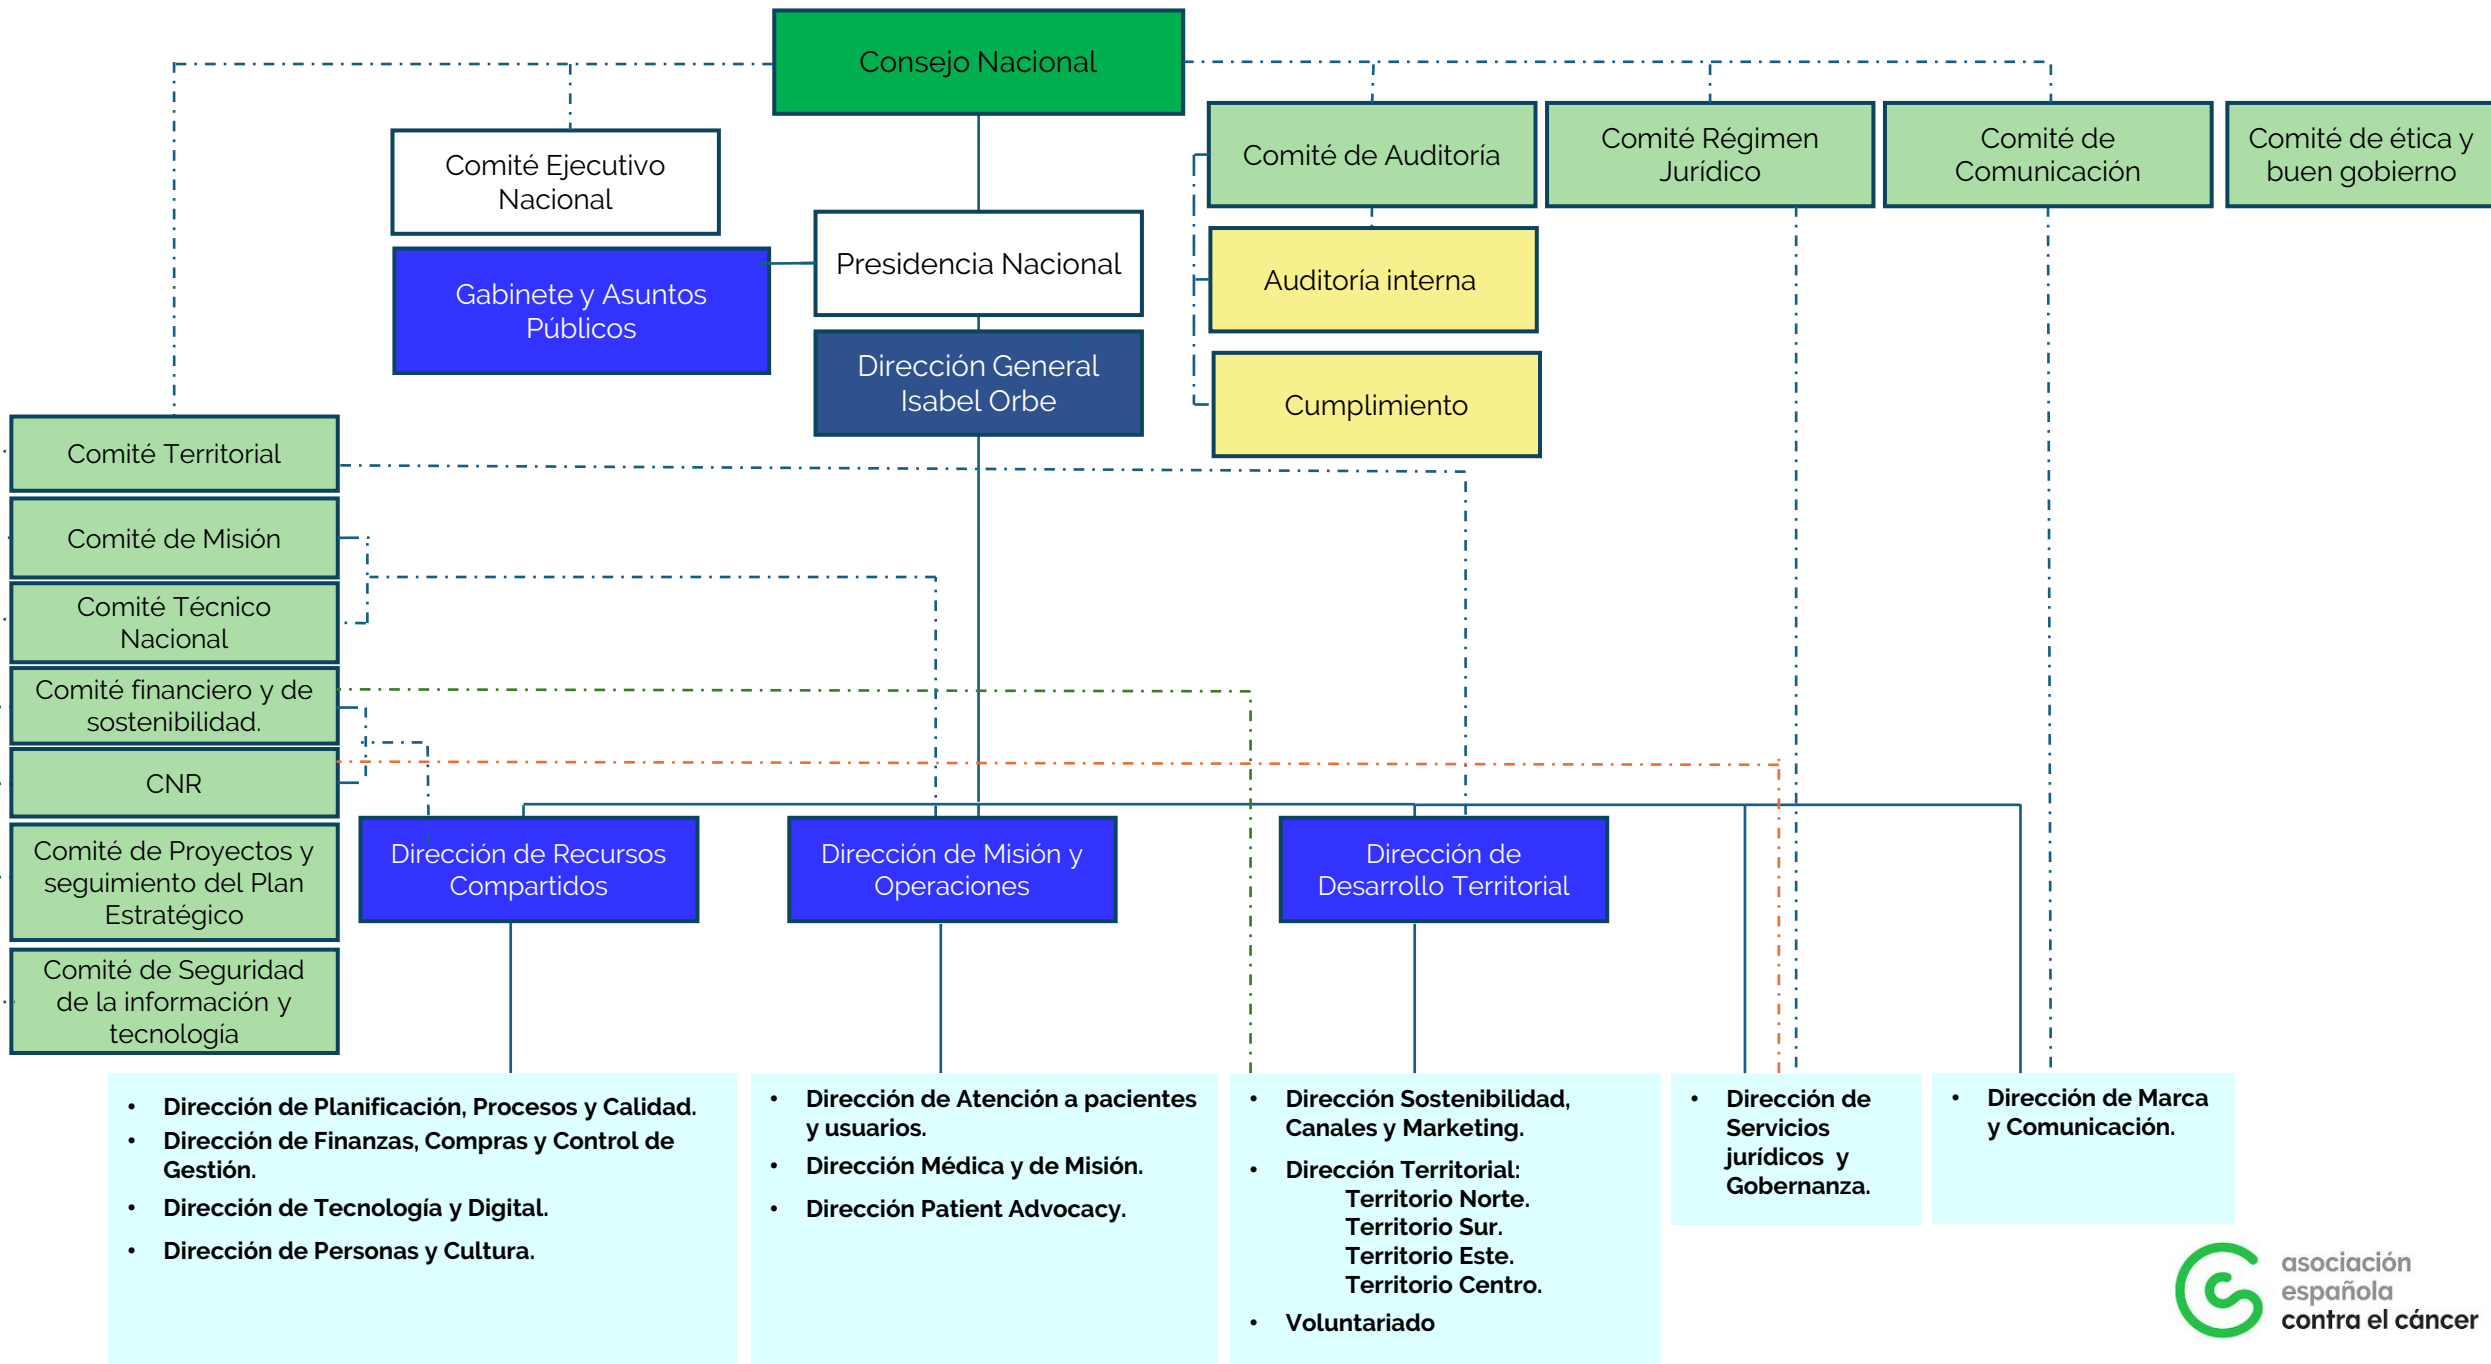 Consejo Nacional
Comité Ejecutivo
Nacional
Comité de Auditoría
Comité Régimen
Jurídico
Comité de
Comunicación
Comité de ética y
buen gobierno
Presidencia Nacional
Gabinete y Asuntos
Públicos
Auditoría interna
Dirección General
Isabel Orbe
Cumplimiento
Comité Territorial
Comité de Misión
Comité Técnico
Nacional
Comité financiero y de
sostenibilidad.
CNR
Comité de Proyectos y
seguimiento del Plan
Estratégico
Comité de Seguridad
de la información y
tecnología
Dirección de Recursos
Compartidos
Dirección de Misión y
Operaciones
Dirección de
Desarrollo Territorial
• Dirección de Planificación, Procesos y Calidad.
• Dirección de Finanzas, Compras y Control de
Gestión.
• Dirección de Tecnología y Digital.
• Dirección de Personas y Cultura.
• Dirección de Atención a pacientes
y usuarios.
• Dirección Médica y de Misión.
• Dirección Patient Advocacy.
• Dirección Sostenibilidad,
Canales y Marketing.
• Dirección Territorial:
Territorio Norte.
Territorio Sur.
Territorio Este.
Territorio Centro.
• Voluntariado
• Dirección de
Servicios
jurídicos y
Gobernanza.
• Dirección de Marca
y Comunicación.
asociación
española
contra el cáncer